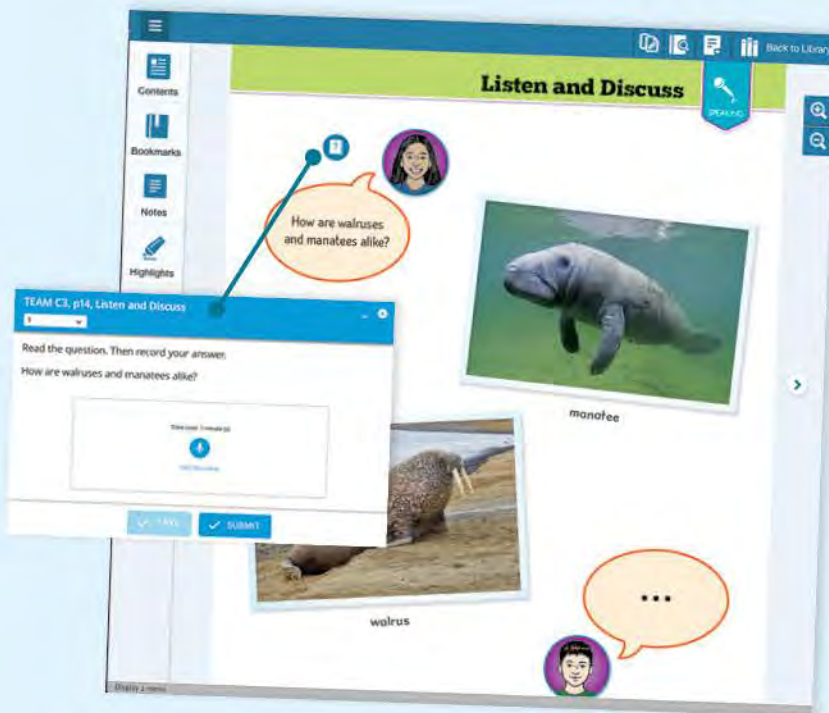 Back to Library
Listen and Discuss
SPEAKING
Contents
Bookmarks
Notes
Highlights
?
How are walruses
and manatees alike?
manatee
TEAM C3, p14, Listen and Discuss
Read the question. Then record your answer.
How are walruses and manatees alike?
SUBMIT
walrus
...